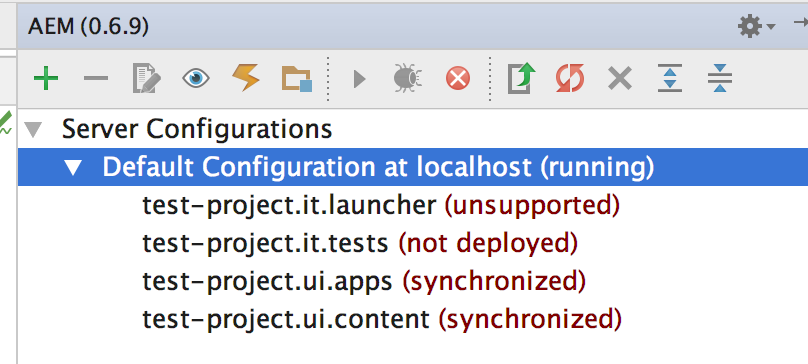 AEM (0.6.9)
Server Configurations
Default Configuration at localhost (running)
test-project.it.launcher (unsupported)
test-project.it.tests (not deployed)
test-project.ui.apps (synchronized)
test-project.ui.content (synchronized)